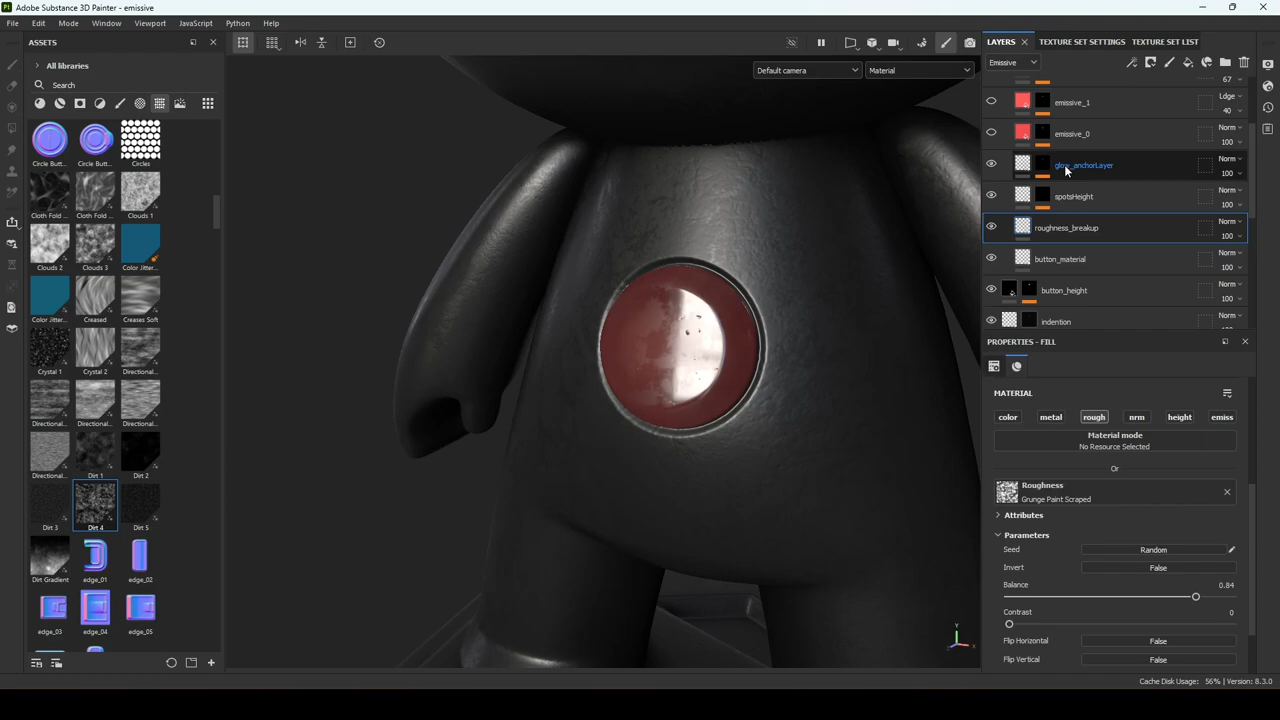 Adobe Substance 3D Painter - emissive
File Edit Mode Window Viewport JavaScript Python Help
ASSETS
All libraries
Search
Circle Butt... Circle Butt... Circles
Cloth Fold ... Cloth Fold ... Clouds 1
Clouds 2 Clouds 3 Color Jitter...
Color Jitter... Creased Creases Soft
Crystal 1 Crystal 2 Directional...
Directional... Directional... Directional...
Directional... Dirt 1 Dirt 2
Dirt 3 Dirt 4 Dirt 5
Dirt Gradient edge_01 edge_02
edge_03 edge_04 edge_05
Default camera Material
Y
LAYERS TEXTURE SET SETTINGS TEXTURE SET LIST
Emissive
67
emissive_1 Ldge 40
emissive_0 Norm 100
glow_anchorLayer Norm 100
spotsHeight Norm 100
roughness_breakup Norm 100
button_material Norm 100
button_height Norm 100
indention Norm
PROPERTIES - FILL
MATERIAL
color metal rough nrm height emiss
Material mode
No Resource Selected
Or
Roughness
Grunge Paint Scraped
Attributes
Parameters
Seed Random
Invert False
Balance 0.84
Contrast 0
Flip Horizontal False
Flip Vertical False
Cache Disk Usage: 56% | Version: 8.3.0